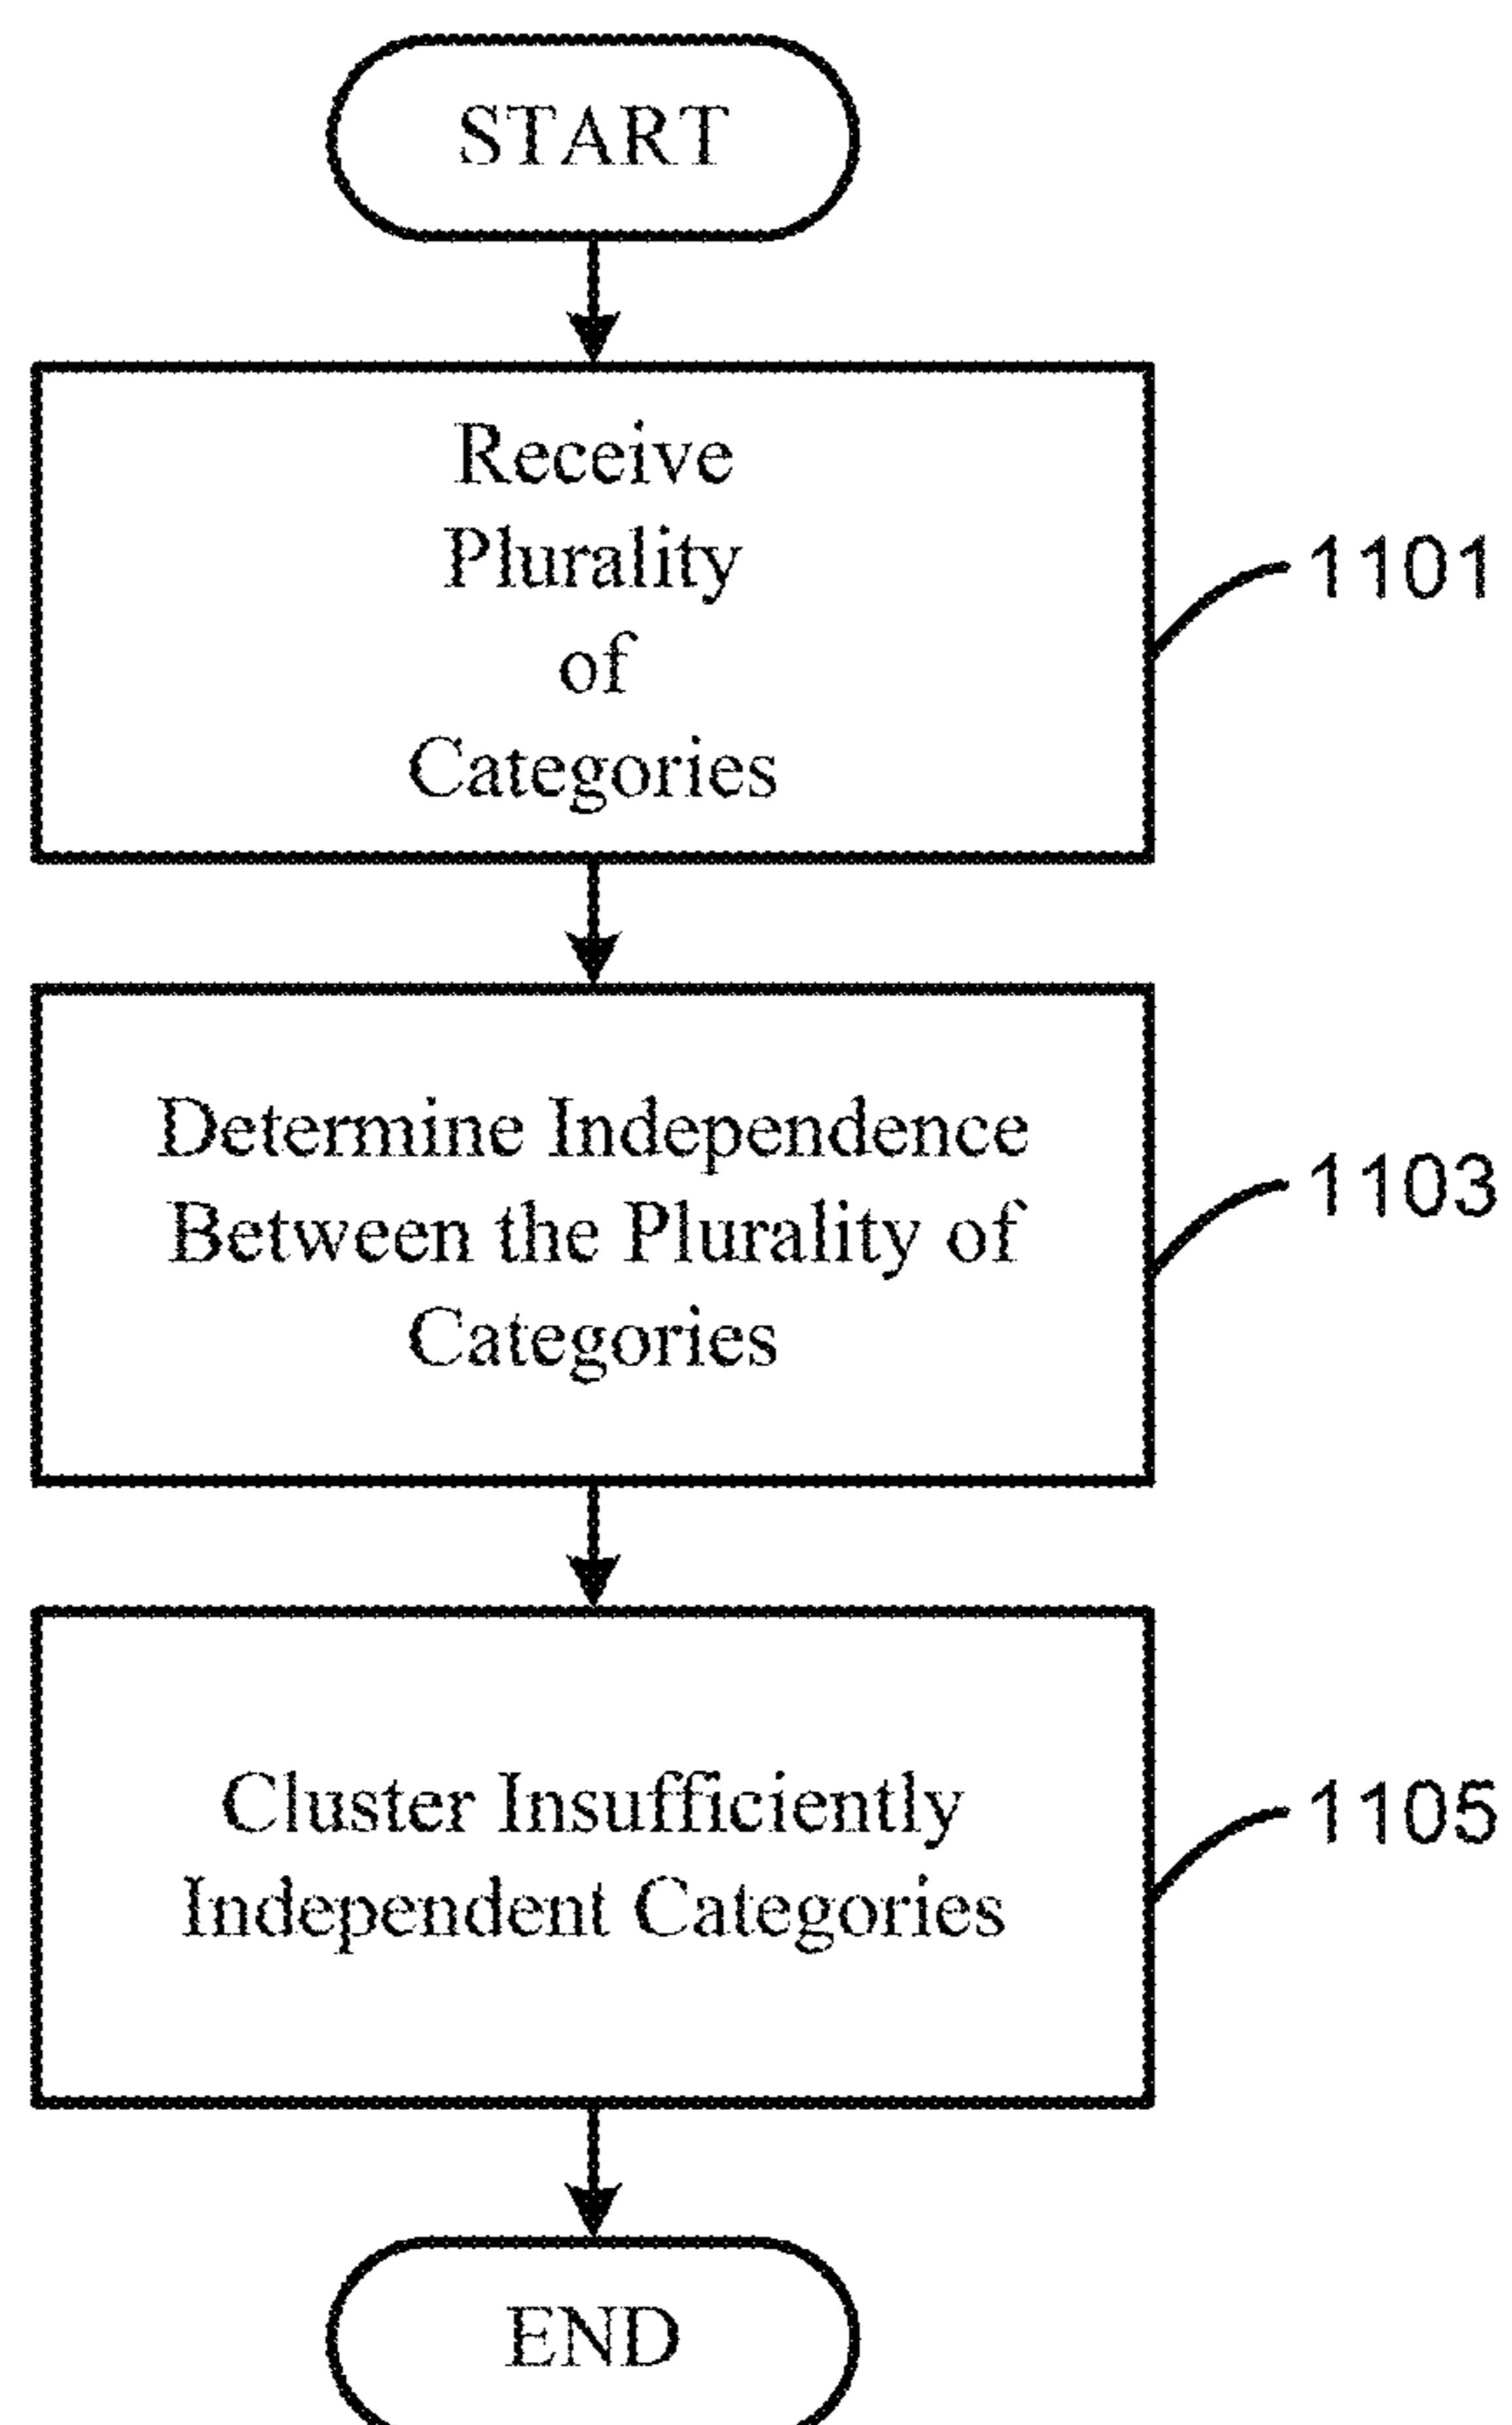 START
Receive
Plurality
of
Categories
1101
Determine Independence
Between the Plurality of
Categories
1103
Cluster Insufficiently
Independent Categories
1105
END